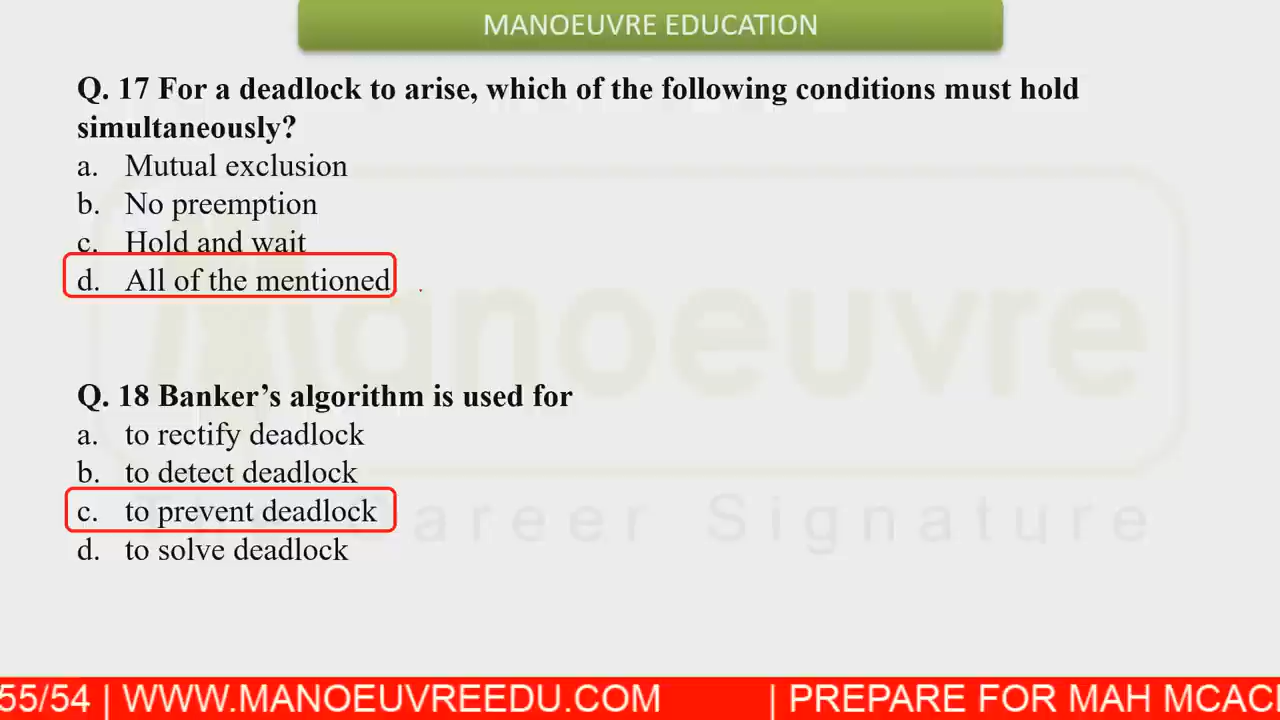 MANOEUVRE EDUCATION
Q. 17 For a deadlock to arise, which of the following conditions must hold
simultaneously?
a. Mutual exclusion
b. No preemption
c. Hold and wait
d. All of the mentioned
Manoeuvre
Q. 18 Banker’s algorithm is used for
a. to rectify deadlock
b. to detect deadlock
c. to prevent deadlock
The Career Signature
d. to solve deadlock
55/54 | WWW.MANOEUVREEDU.COM | PREPARE FOR MAH MCACE